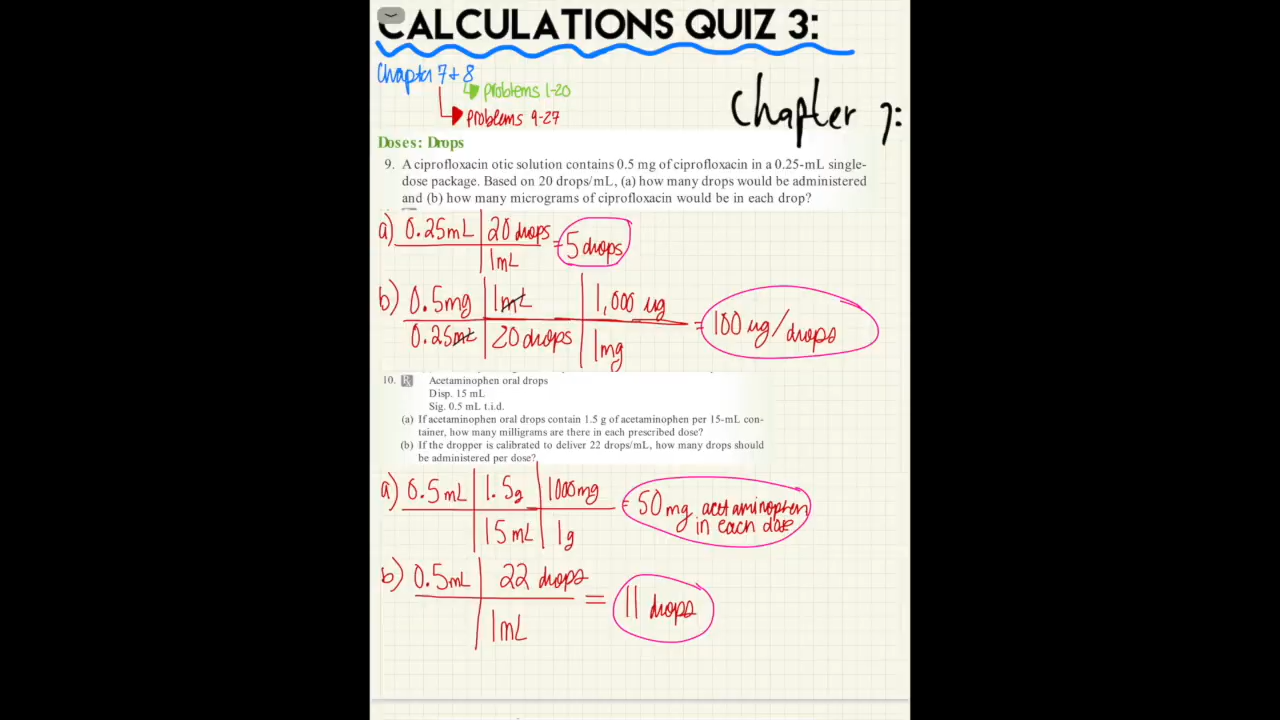 CALCULATIONS QUIZ 3:
Chapter 7+8
problems 1-20
problems 9-27
Chapter 7:
Doses: Drops
9. A ciprofloxacin otic solution contains 0.5 mg of ciprofloxacin in a 0.25-mL single-
dose package. Based on 20 drops/mL, (a) how many drops would be administered
and (b) how many micrograms of ciprofloxacin would be in each drop?
a) 0.25mL 20 drops
= 5 drops
1mL
b) 0.5mg 1mL 1,000 ug
= 100 ug/drops
0.25mL 20 drops 1mg
10. Rx Acetaminophen oral drops
Disp. 15 mL
Sig. 0.5 mL t.i.d.
(a) If acetaminophen oral drops contain 1.5 g of acetaminophen per 15-mL con-
tainer, how many milligrams are there in each prescribed dose?
(b) If the dropper is calibrated to deliver 22 drops/mL, how many drops should
be administered per dose?
a) 0.5mL 1.5g 1000mg
= 50mg acetaminophen
in each dose
15mL 1g
b) 0.5mL 22 drops
= 11 drops
1mL